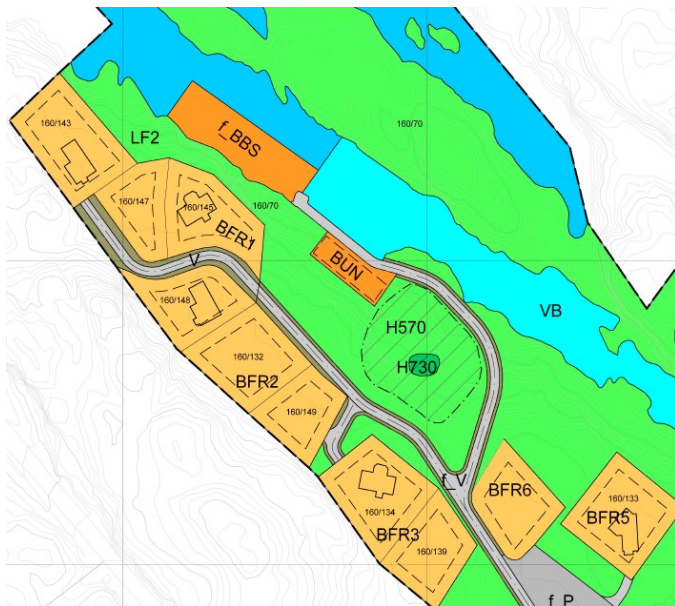 160/143
f_BBS
160/70
LF2
160/147
160/145
160/70
BFR1
V
BUN
160/148
VB
H570
160/132
H730
BFR2
160/149
f_V
BFR6
160/133
160/134
BFR5
BFR3
160/139
f_P